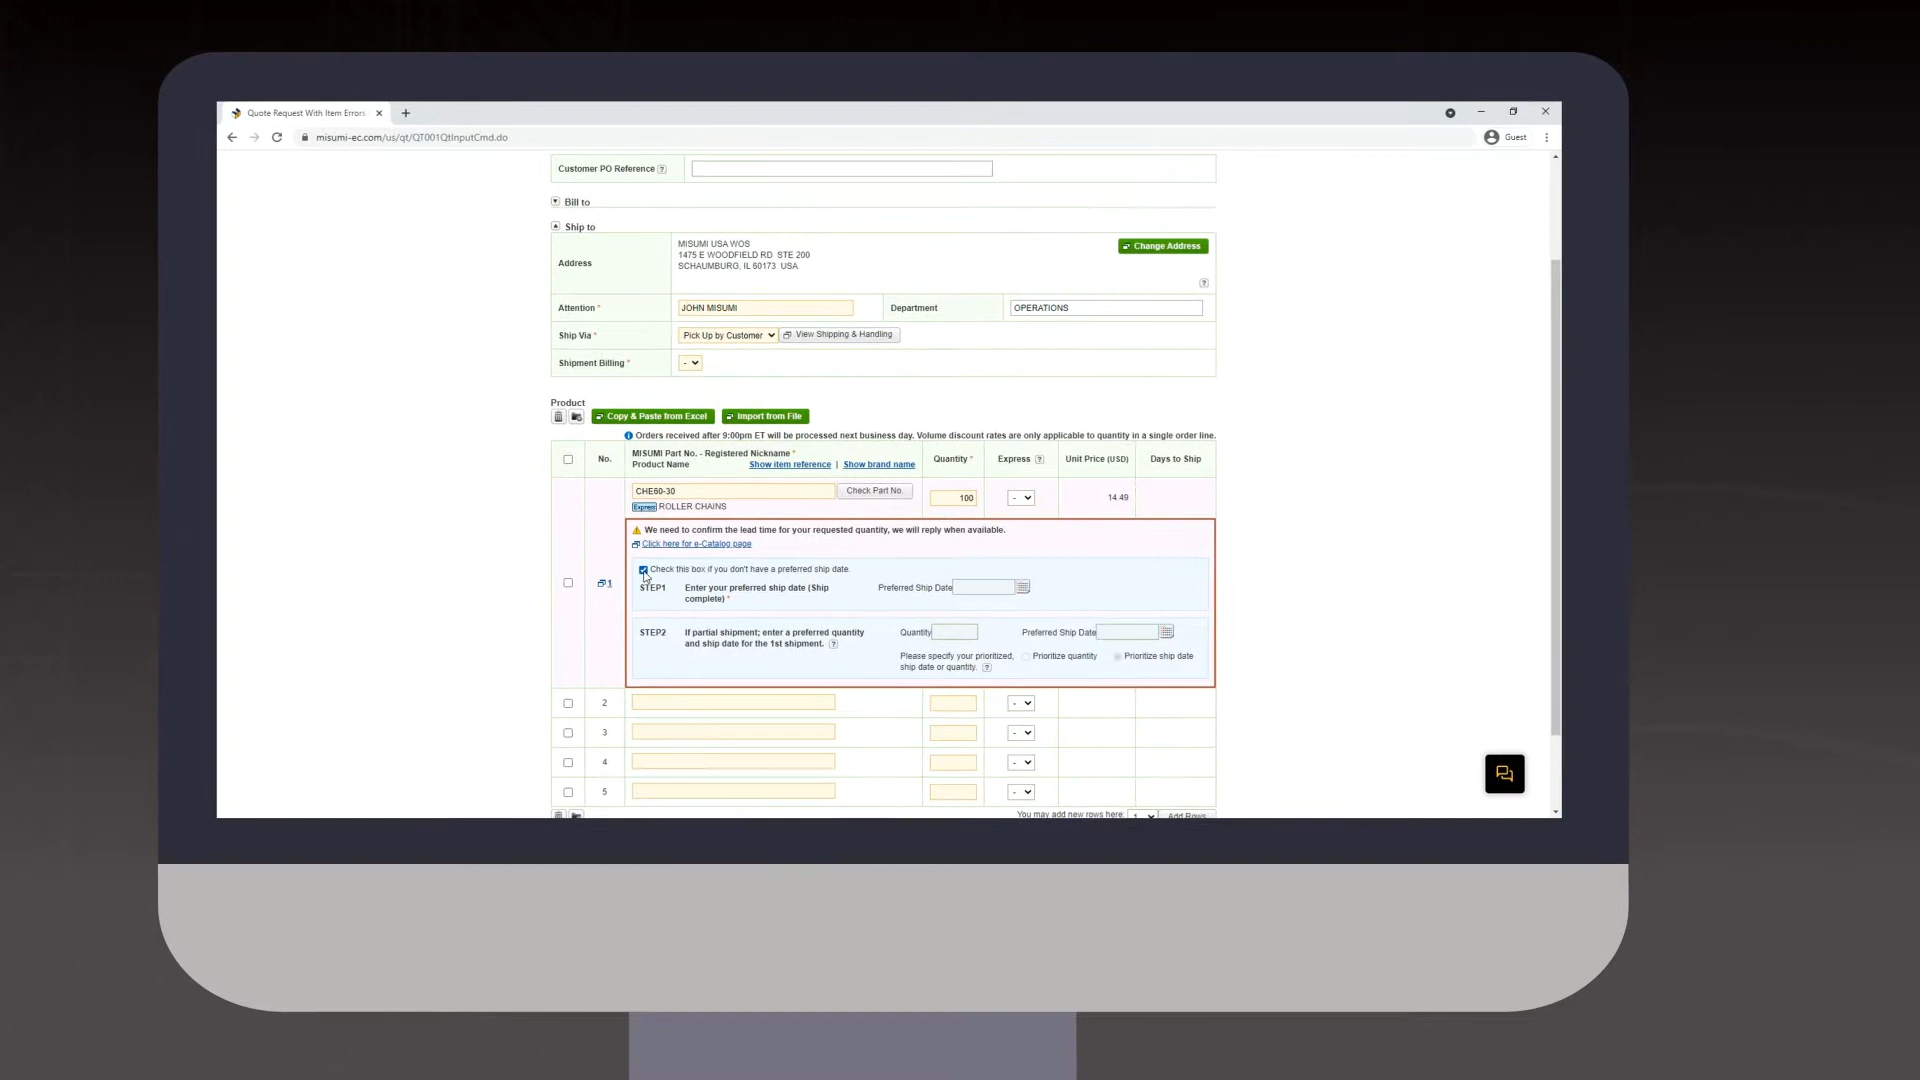 Quote Request With Item Errors
misumi-ec.com/us/qt/QT001QtInputCmd.do
Guest
Customer PO Reference ?
Bill to
Ship to
Address
MISUMI USA WOS
1475 E WOODFIELD RD STE 200
SCHAUMBURG, IL 60173 USA
Change Address
?
Attention * JOHN MISUMI Department OPERATIONS
Ship Via * Pick Up by Customer View Shipping & Handling
Shipment Billing * -
Product
Copy & Paste from Excel Import from File
Orders received after 9:00pm ET will be processed next business day. Volume discount rates are only applicable to quantity in a single order line.
No. MISUMI Part No. - Registered Nickname * Quantity * Express ? Unit Price (USD) Days to Ship
Product Name Show item reference | Show brand name
CHE60-30 Check Part No. 100 - 14.49
Express ROLLER CHAINS
We need to confirm the lead time for your requested quantity, we will reply when available.
Click here for e-Catalog page
1
Check this box if you don't have a preferred ship date.
STEP1 Enter your preferred ship date (Ship complete) * Preferred Ship Date
STEP2 If partial shipment; enter a preferred quantity and ship date for the 1st shipment. ? Quantity Preferred Ship Date
Please specify your prioritized, ship date or quantity. ? Prioritize quantity Prioritize ship date
2 -
3 -
4 -
5 -
You may add new rows here: 1 Add Rows